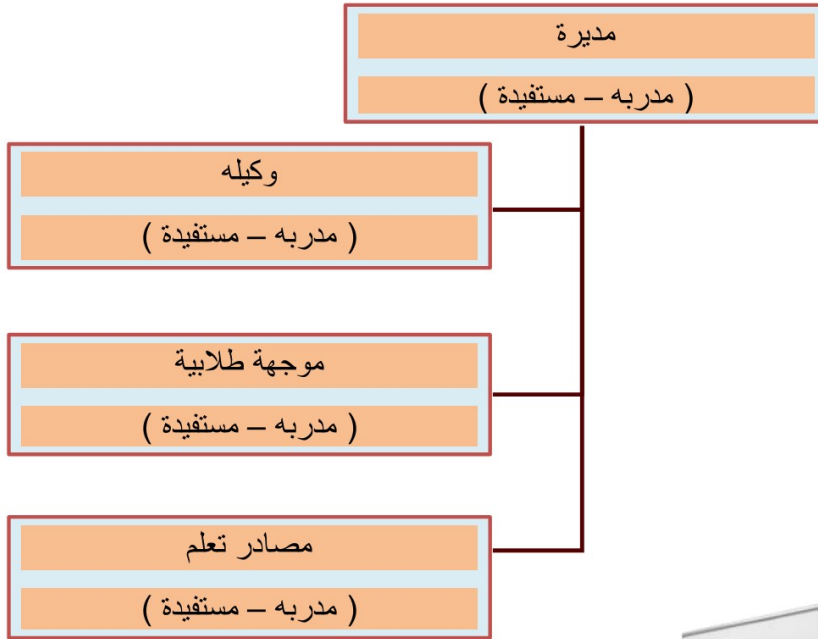 مديرة
( مدربه – مستفيدة )
وكيله
( مدربه – مستفيدة )
موجهة طلابية
( مدربه – مستفيدة )
مصادر تعلم
( مدربه – مستفيدة )